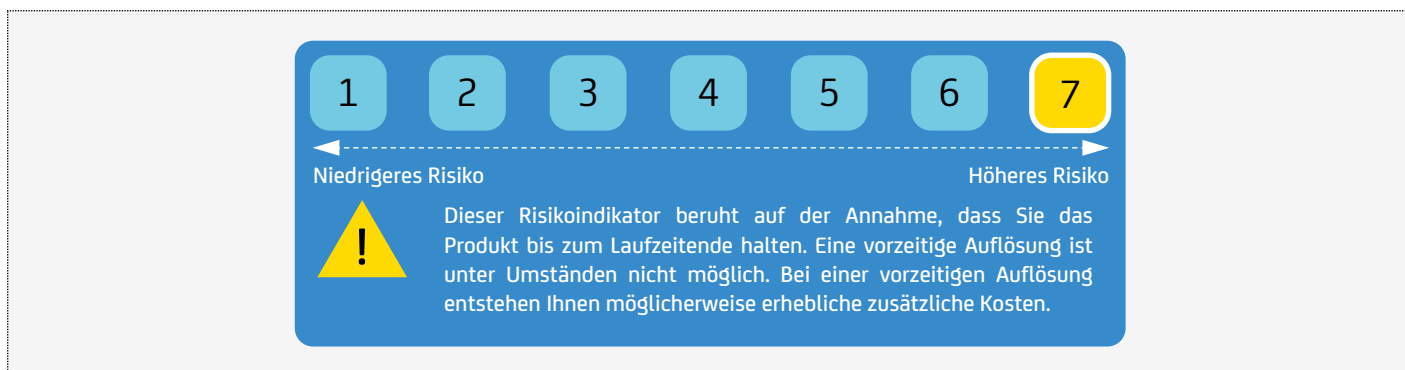 1 2 3 4 5 6 7
Niedrigeres Risiko Höheres Risiko
!
Dieser Risikoindikator beruht auf der Annahme, dass Sie das
Produkt bis zum Laufzeitende halten. Eine vorzeitige Auflösung ist
unter Umständen nicht möglich. Bei einer vorzeitigen Auflösung
entstehen Ihnen möglicherweise erhebliche zusätzliche Kosten.